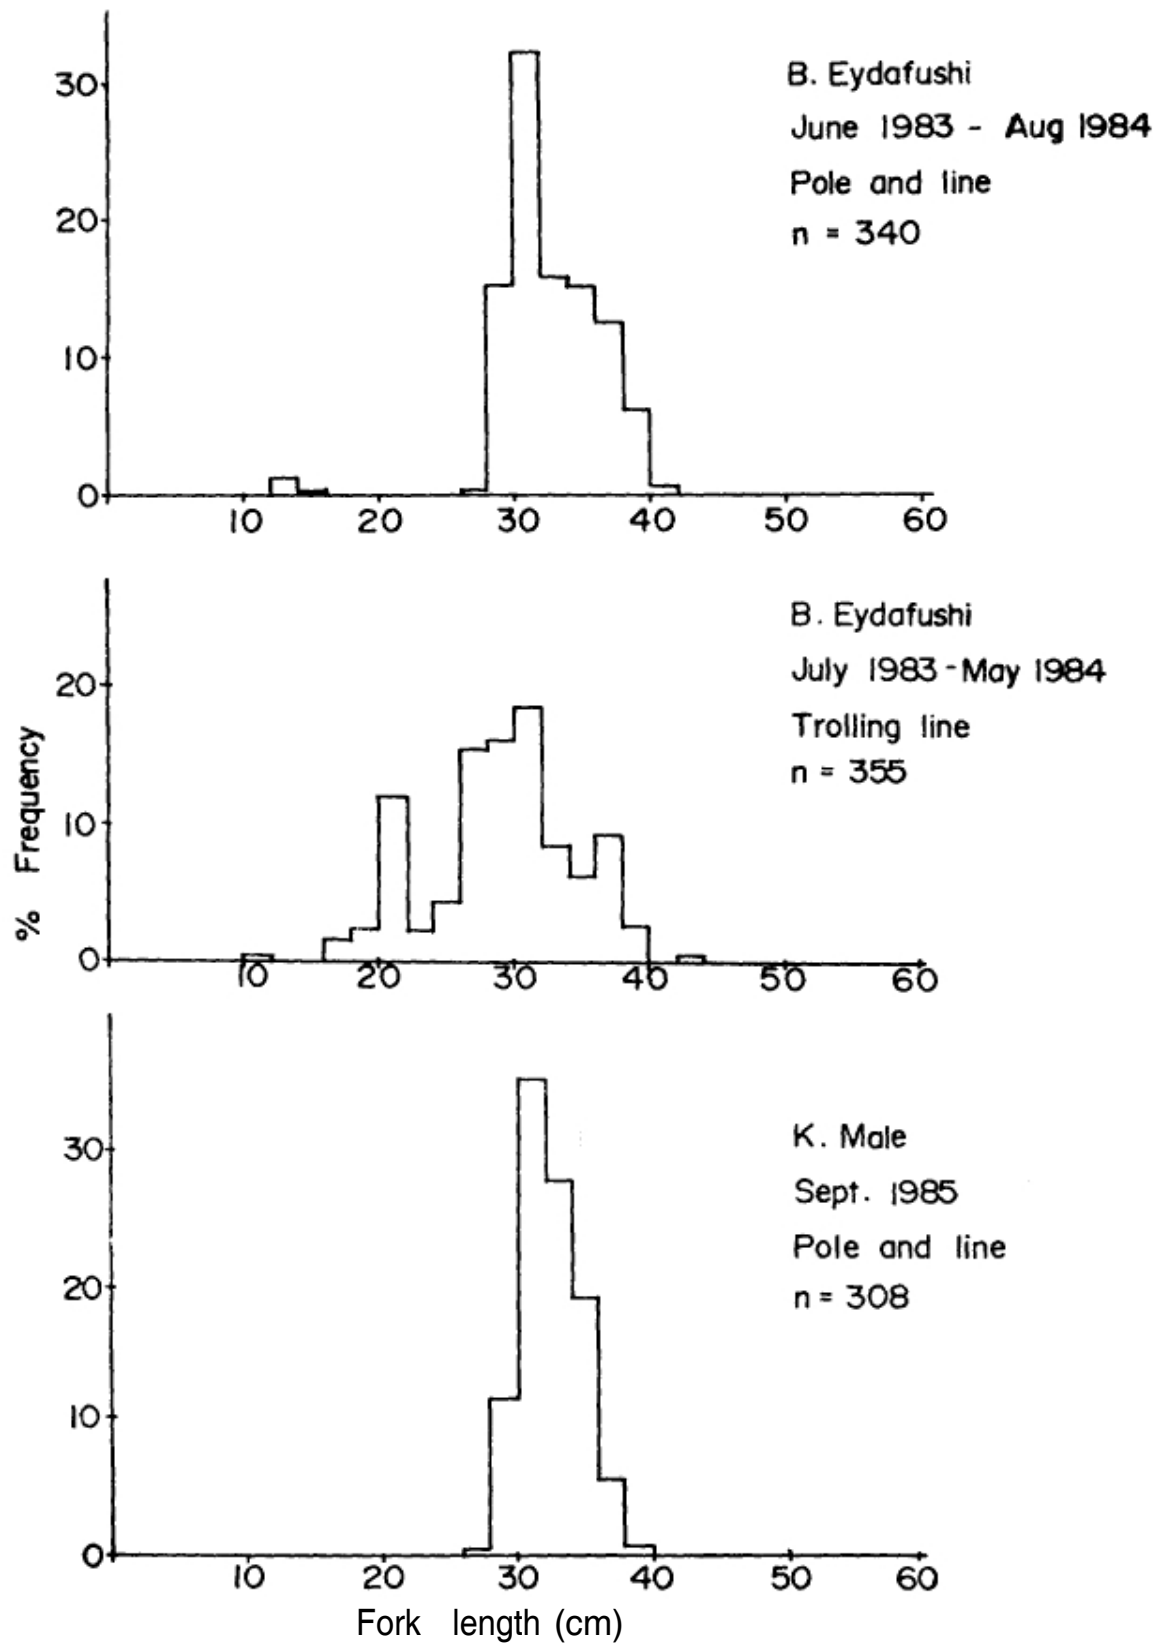 30
20
10
0
10 20 30 40 50 60
B. Eydafushi
June 1983 - Aug 1984
Pole and line
n = 340
% Frequency
20
10
0
10 20 30 40 50 60
B. Eydafushi
July 1983 - May 1984
Trolling line
n = 355
30
20
10
0
10 20 30 40 50 60
K. Male
Sept. 1985
Pole and line
n = 308
Fork length (cm)